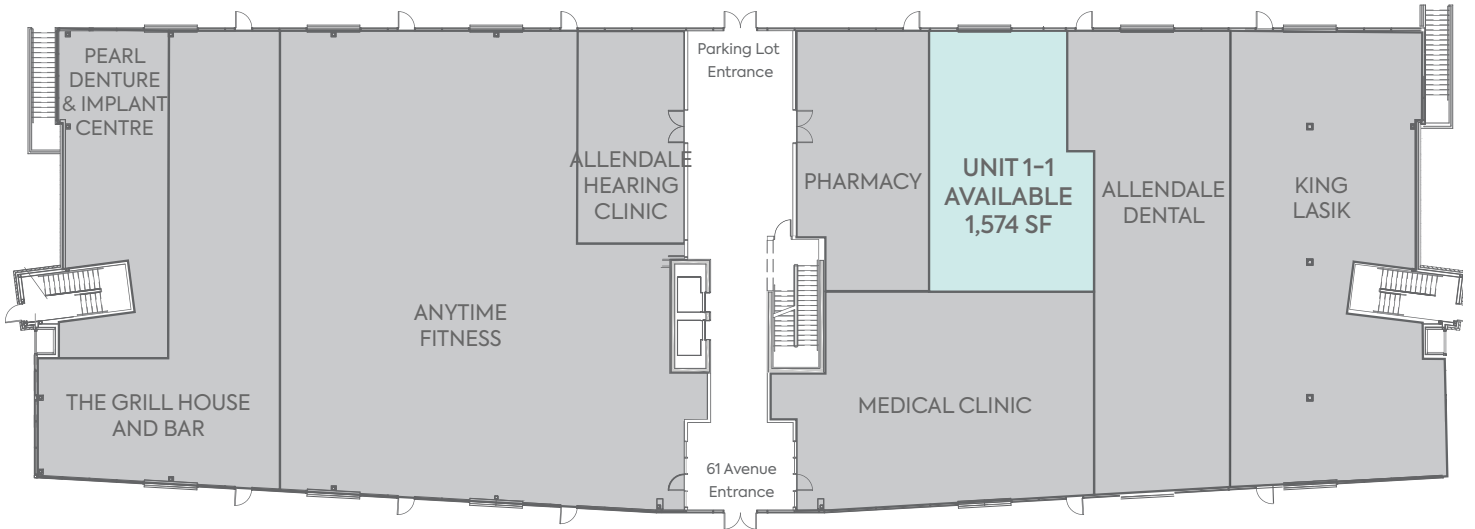 PEARL
DENTURE
& IMPLANT
CENTRE
THE GRILL HOUSE
AND BAR
ANYTIME
FITNESS
ALLENDALE
HEARING
CLINIC
Parking Lot
Entrance
61 Avenue
Entrance
PHARMACY
UNIT 1-1
AVAILABLE
1,574 SF
MEDICAL CLINIC
ALLENDALE
DENTAL
KING
LASIK